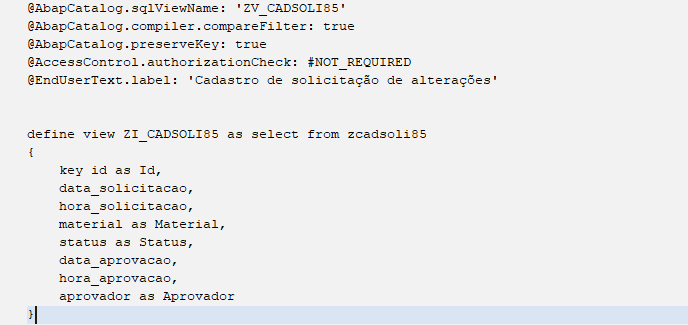 @AbapCatalog.sqlViewName: 'ZV_CADSOLI85'
@AbapCatalog.compiler.compareFilter: true
@AbapCatalog.preserveKey: true
@AccessControl.authorizationCheck: #NOT_REQUIRED
@EndUserText.label: 'Cadastro de solicitação de alterações'
define view ZI_CADSOLI85 as select from zcadsoli85
{
key id as Id,
data_solicitacao,
hora_solicitacao,
material as Material,
status as Status,
data_aprovacao,
hora_aprovacao,
aprovador as Aprovador
}